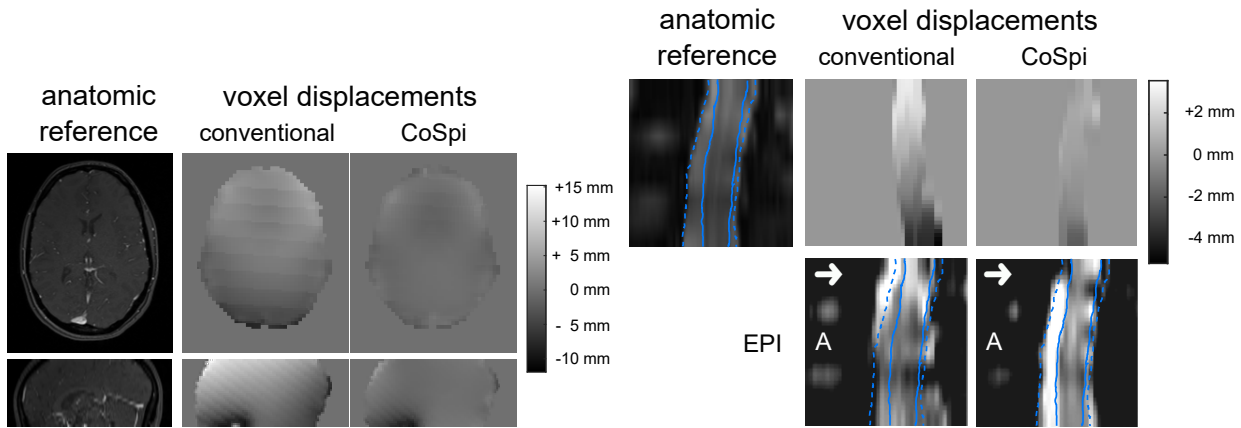 anatomic
reference
voxel displacements
conventional
CoSpi
+15 mm
+10 mm
+ 5 mm
0 mm
- 5 mm
-10 mm
anatomic
reference
voxel displacements
conventional
CoSpi
+2 mm
0 mm
-2 mm
-4 mm
EPI
A
A